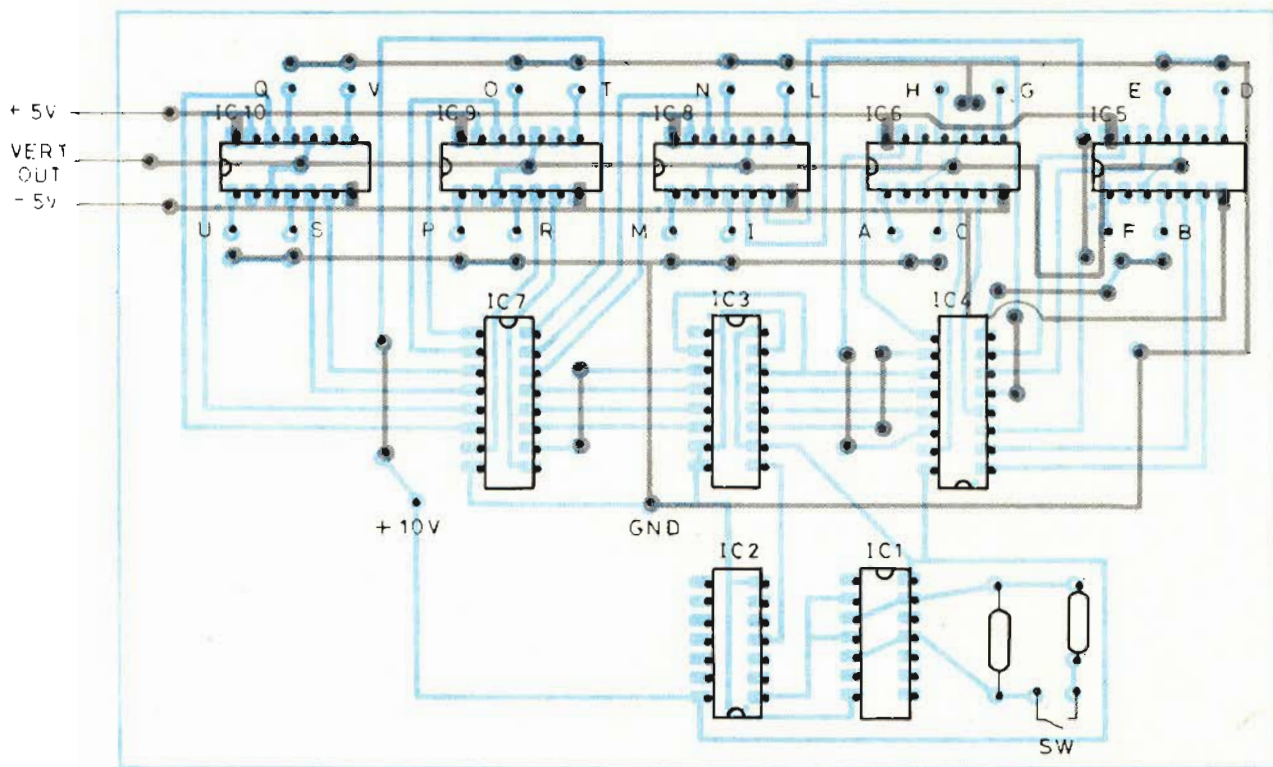 Q V O T N L H G E D
IC10 IC9 IC8 IC6 IC5
+ 5V
VERT
OUT
- 5V
U S P R M I A C F B
IC7 IC3 IC4
+10V GND
IC2 IC1
SW